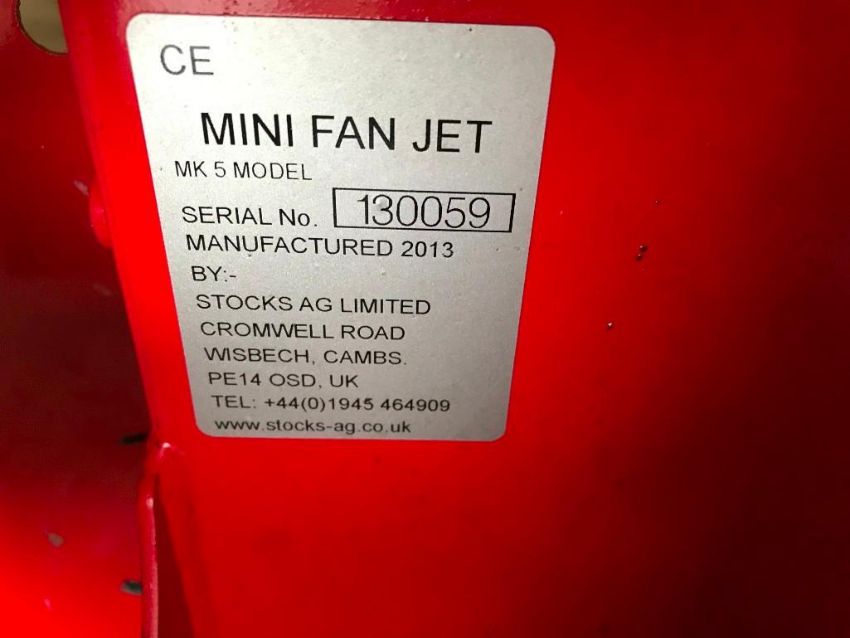 CE
MINI FAN JET
MK 5 MODEL
SERIAL No. 130059
MANUFACTURED 2013
BY:-
STOCKS AG LIMITED
CROMWELL ROAD
WISBECH, CAMBS.
PE14 OSD, UK
TEL: +44(0)1945 464909
www.stocks-ag.co.uk